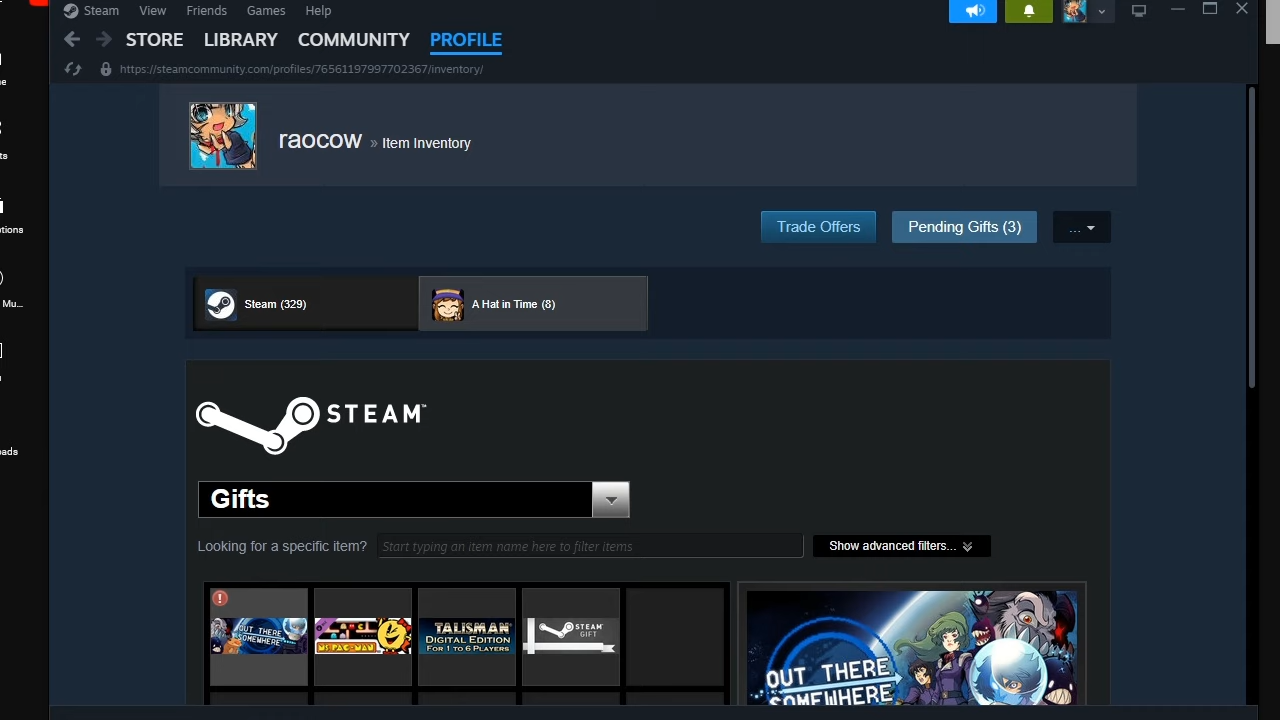 Steam View Friends Games Help
STORE LIBRARY COMMUNITY PROFILE
https://steamcommunity.com/profiles/76561197997702367/inventory/
raocow » Item Inventory
Trade Offers Pending Gifts (3) ...
Steam (329) A Hat in Time (8)
STEAM™
Gifts
Looking for a specific item? Start typing an item name here to filter items Show advanced filters...
OUT THERE
SOMEWHERE
MS. PAC-MAN
TALISMAN
DIGITAL EDITION
FOR 1 TO 6 PLAYERS
STEAM
GIFT
OUT THERE
SOMEWHERE
Mu...